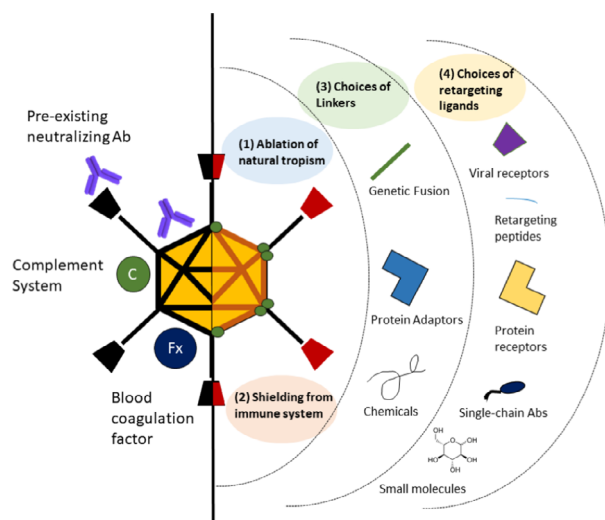 Pre-existing
neutralizing Ab
Complement
System
C
Fx
Blood
coagulation
factor
(1) Ablation of
natural tropism
(2) Shielding from
immune system
(3) Choices of
Linkers
Genetic Fusion
Protein Adaptors
Chemicals
(4) Choices of
retargeting
ligands
Viral receptors
Retargeting
peptides
Protein
receptors
Single-chain Abs
OH
HO
O
OH
HO
OH
OH
Small molecules